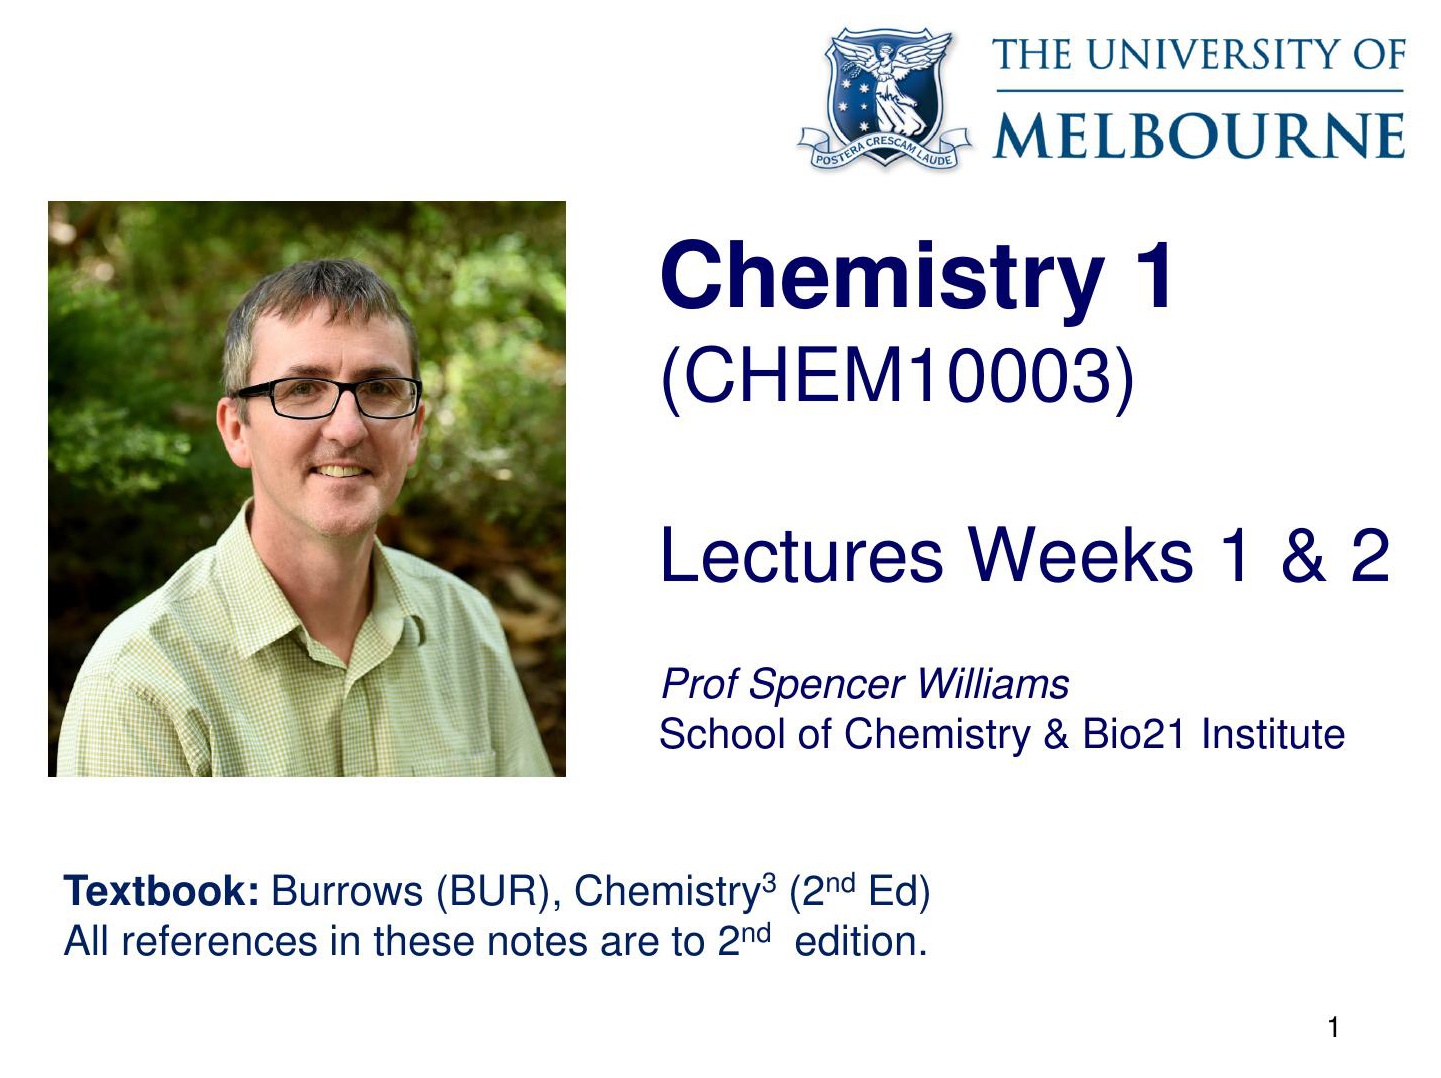 POSTERA CRESCAM LAUDE
THE UNIVERSITY OF
MELBOURNE
Chemistry 1
(CHEM10003)
Lectures Weeks 1 & 2
Prof Spencer Williams
School of Chemistry & Bio21 Institute
Textbook: Burrows (BUR), Chemistry³ (2ⁿᵈ Ed)
All references in these notes are to 2ⁿᵈ edition.
1